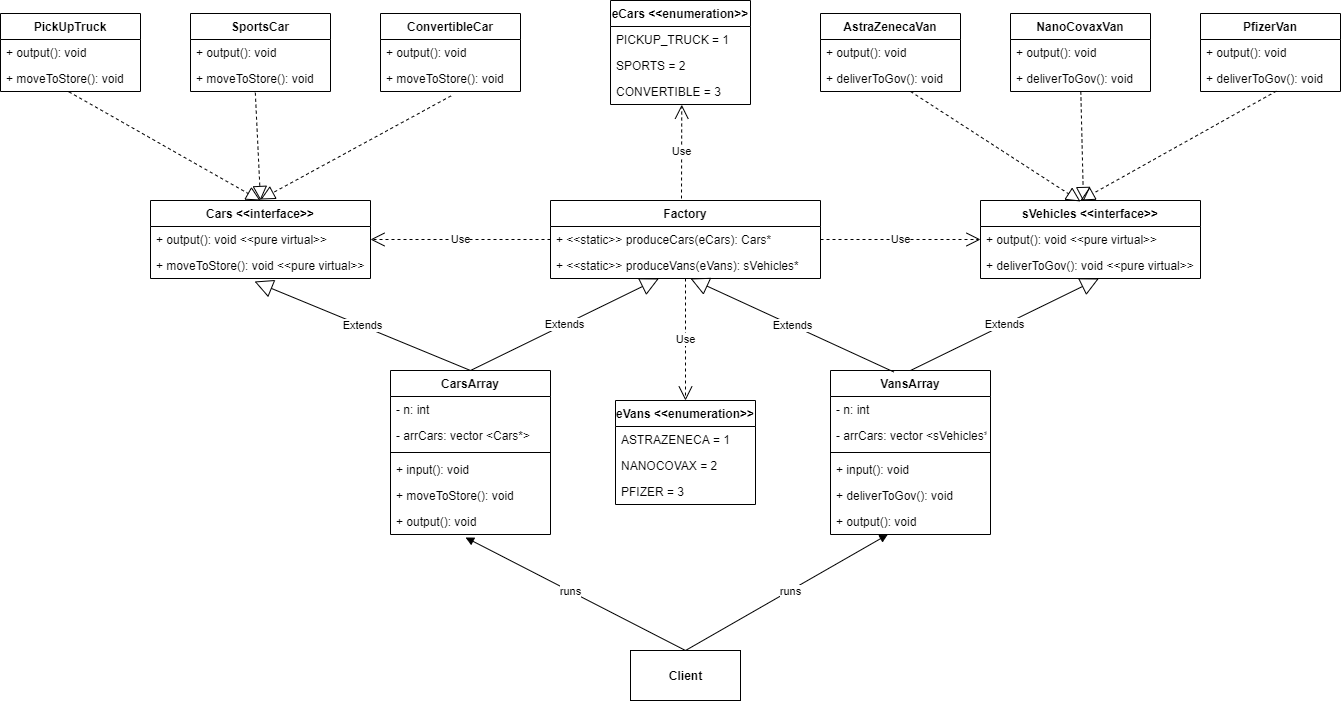 PickUpTruck
+ output(): void
+ moveToStore(): void
SportsCar
+ output(): void
+ moveToStore(): void
ConvertibleCar
+ output(): void
+ moveToStore(): void
eCars <<enumeration>>
PICKUP_TRUCK = 1
SPORTS = 2
CONVERTIBLE = 3
AstraZenecaVan
+ output(): void
+ deliverToGov(): void
NanoCovaxVan
+ output(): void
+ deliverToGov(): void
PfizerVan
+ output(): void
+ deliverToGov(): void
Use
Cars <<interface>>
+ output(): void <<pure virtual>>
+ moveToStore(): void <<pure virtual>>
Use
Factory
+ <<static>> produceCars(eCars): Cars*
+ <<static>> produceVans(eVans): sVehicles*
Use
sVehicles <<interface>>
+ output(): void <<pure virtual>>
+ deliverToGov(): void <<pure virtual>>
Extends
Extends
Use
Extends
Extends
CarsArray
- n: int
- arrCars: vector <Cars*>
+ input(): void
+ moveToStore(): void
+ output(): void
eVans <<enumeration>>
ASTRAZENECA = 1
NANOCOVAX = 2
PFIZER = 3
VansArray
- n: int
- arrCars: vector <sVehicles*
+ input(): void
+ deliverToGov(): void
+ output(): void
runs
runs
Client